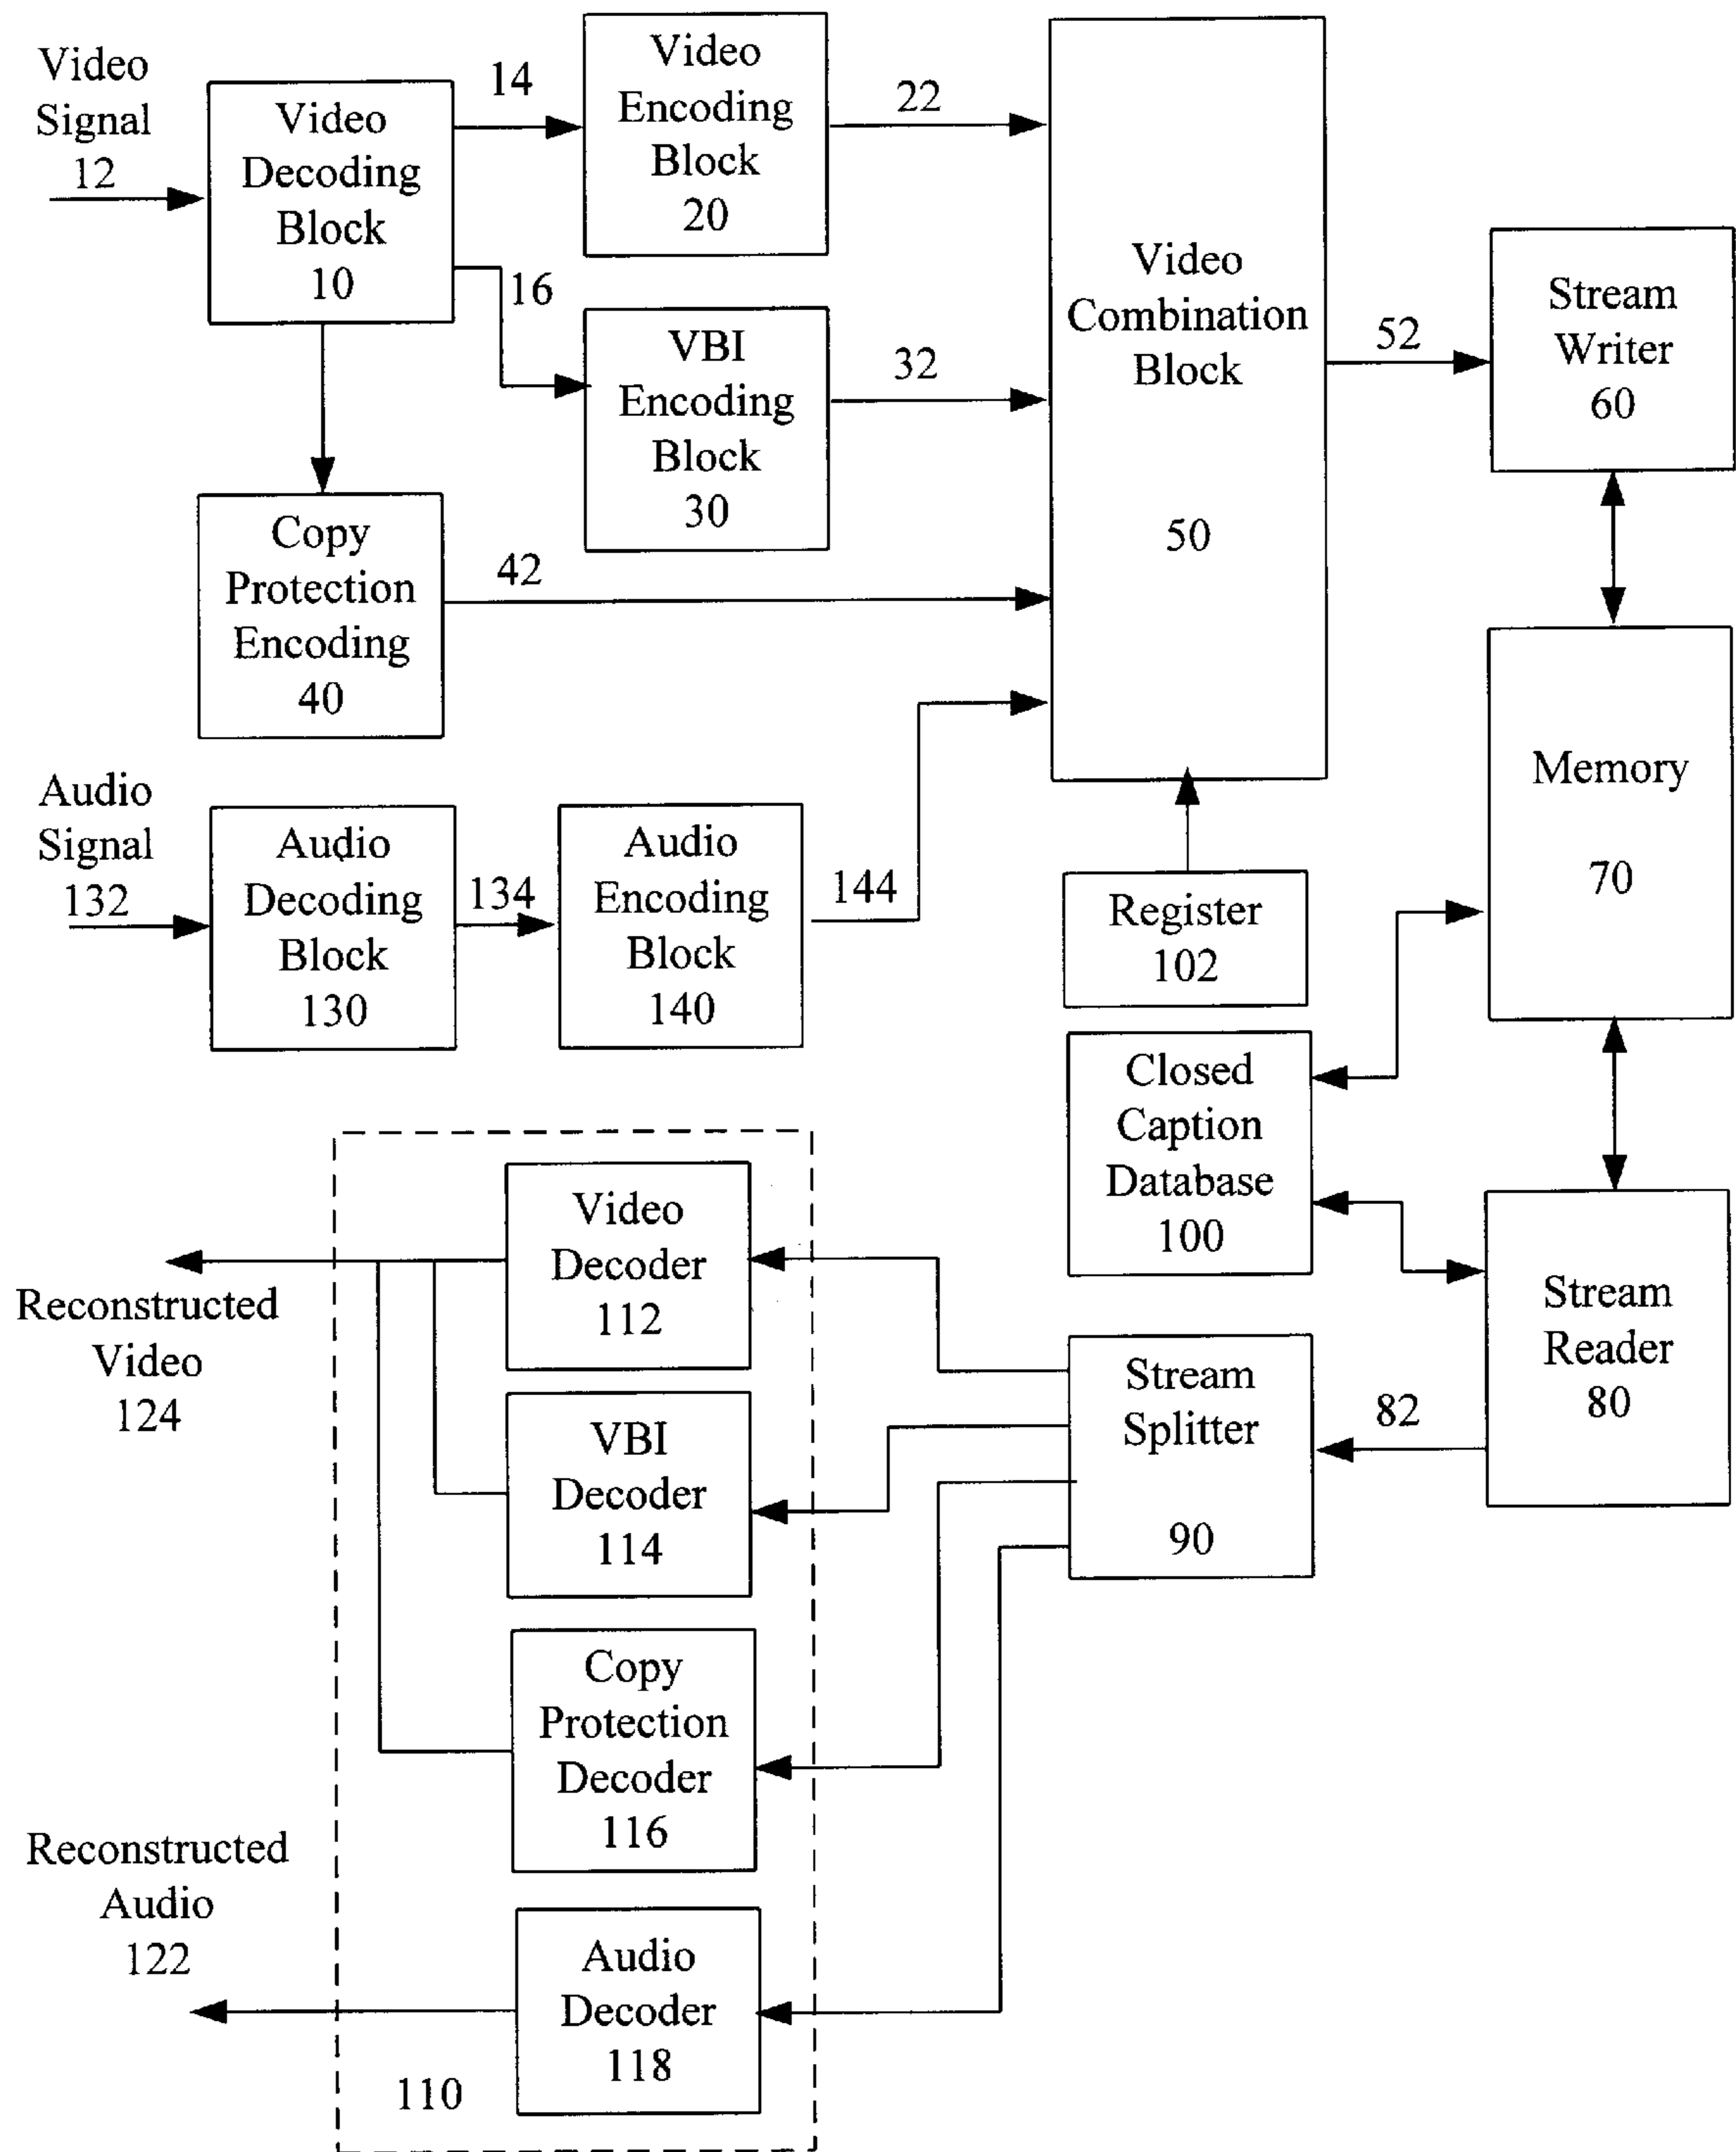 Video
Signal
12
Video
Decoding
Block
10
14
16
Video
Encoding
Block
20
22
VBI
Encoding
Block
30
32
Copy
Protection
Encoding
40
42
Video
Combination
Block
50
52
Stream
Writer
60
Memory
70
Audio
Signal
132
Audio
Decoding
Block
130
134
Audio
Encoding
Block
140
144
Register
102
Closed
Caption
Database
100
Stream
Reader
80
82
Stream
Splitter
90
Video
Decoder
112
VBI
Decoder
114
Copy
Protection
Decoder
116
Audio
Decoder
118
110
Reconstructed
Video
124
Reconstructed
Audio
122